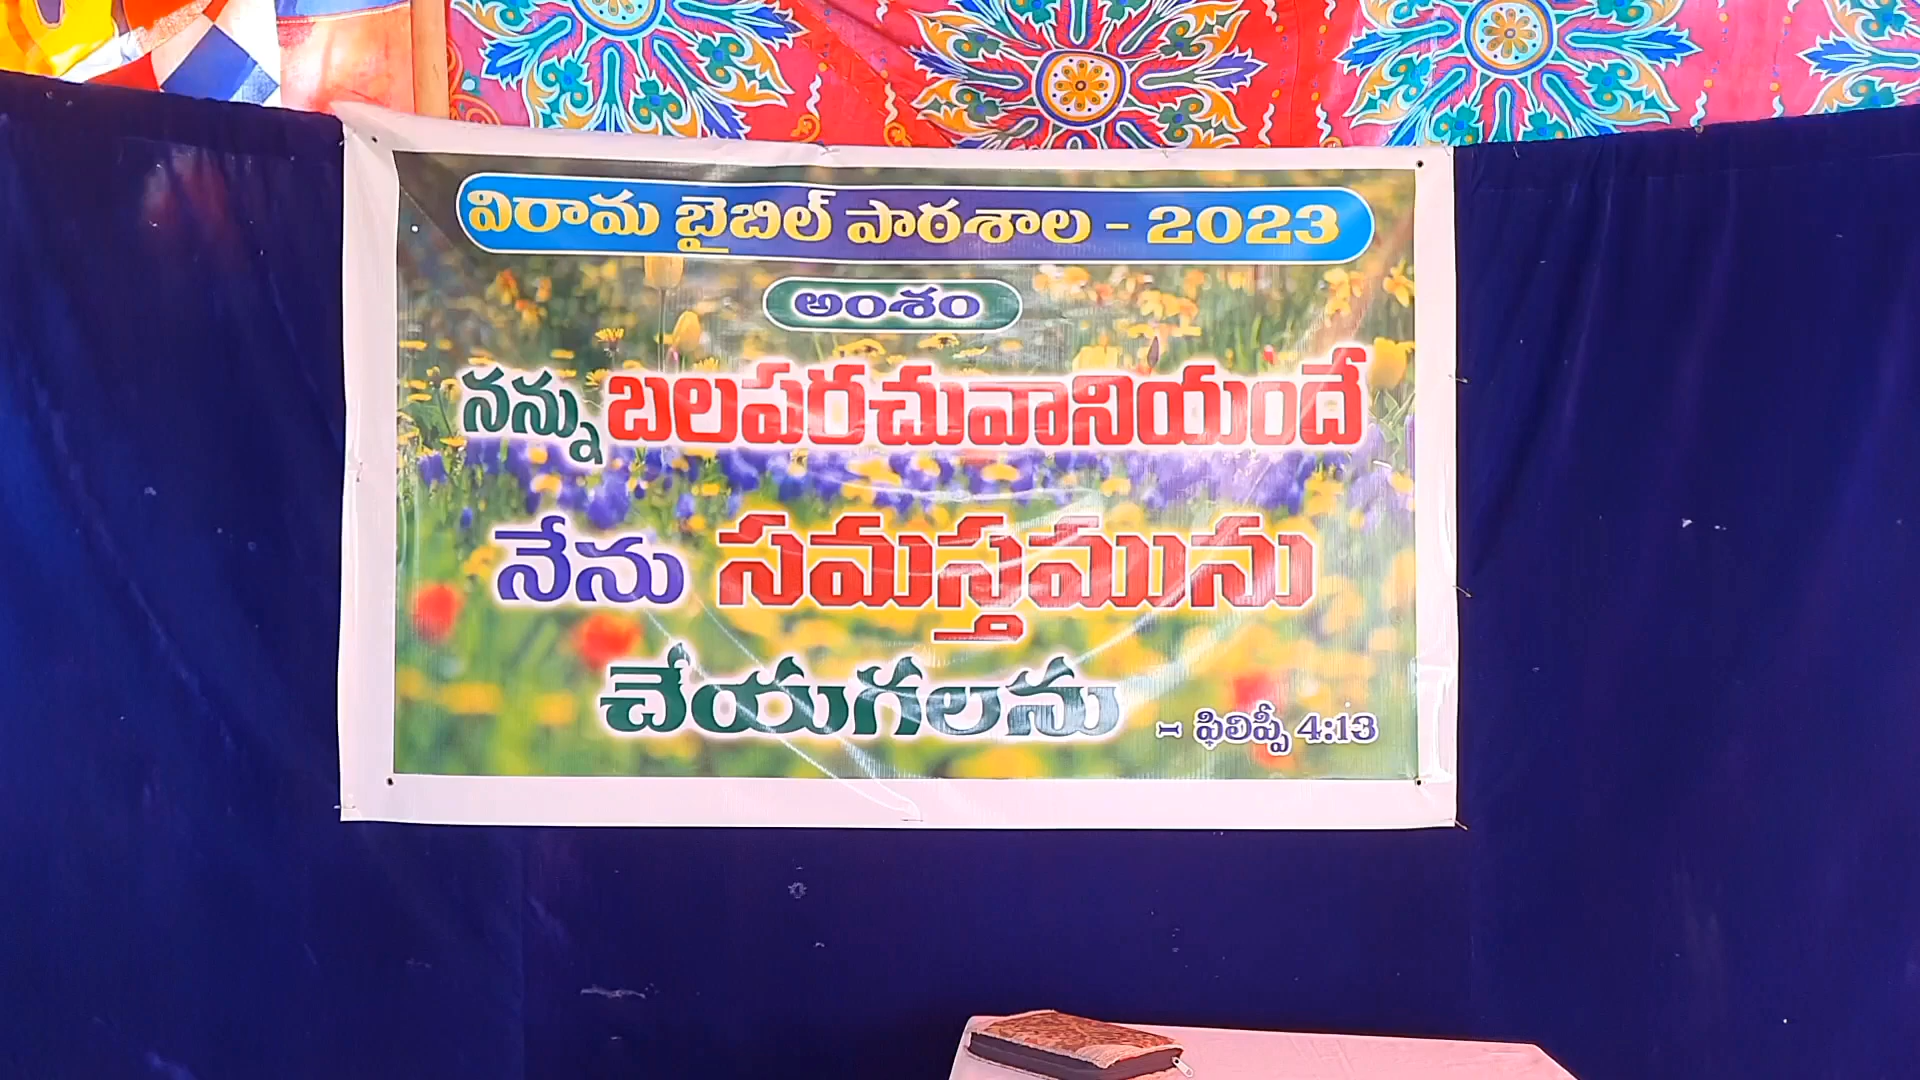 విరామ బైబిల్ పాఠశాల - 2023
అంశం
నన్ను బలపరచువానియందే
నేను సమస్తమును
చేయగలను
- ఫిలిప్పీ 4:13